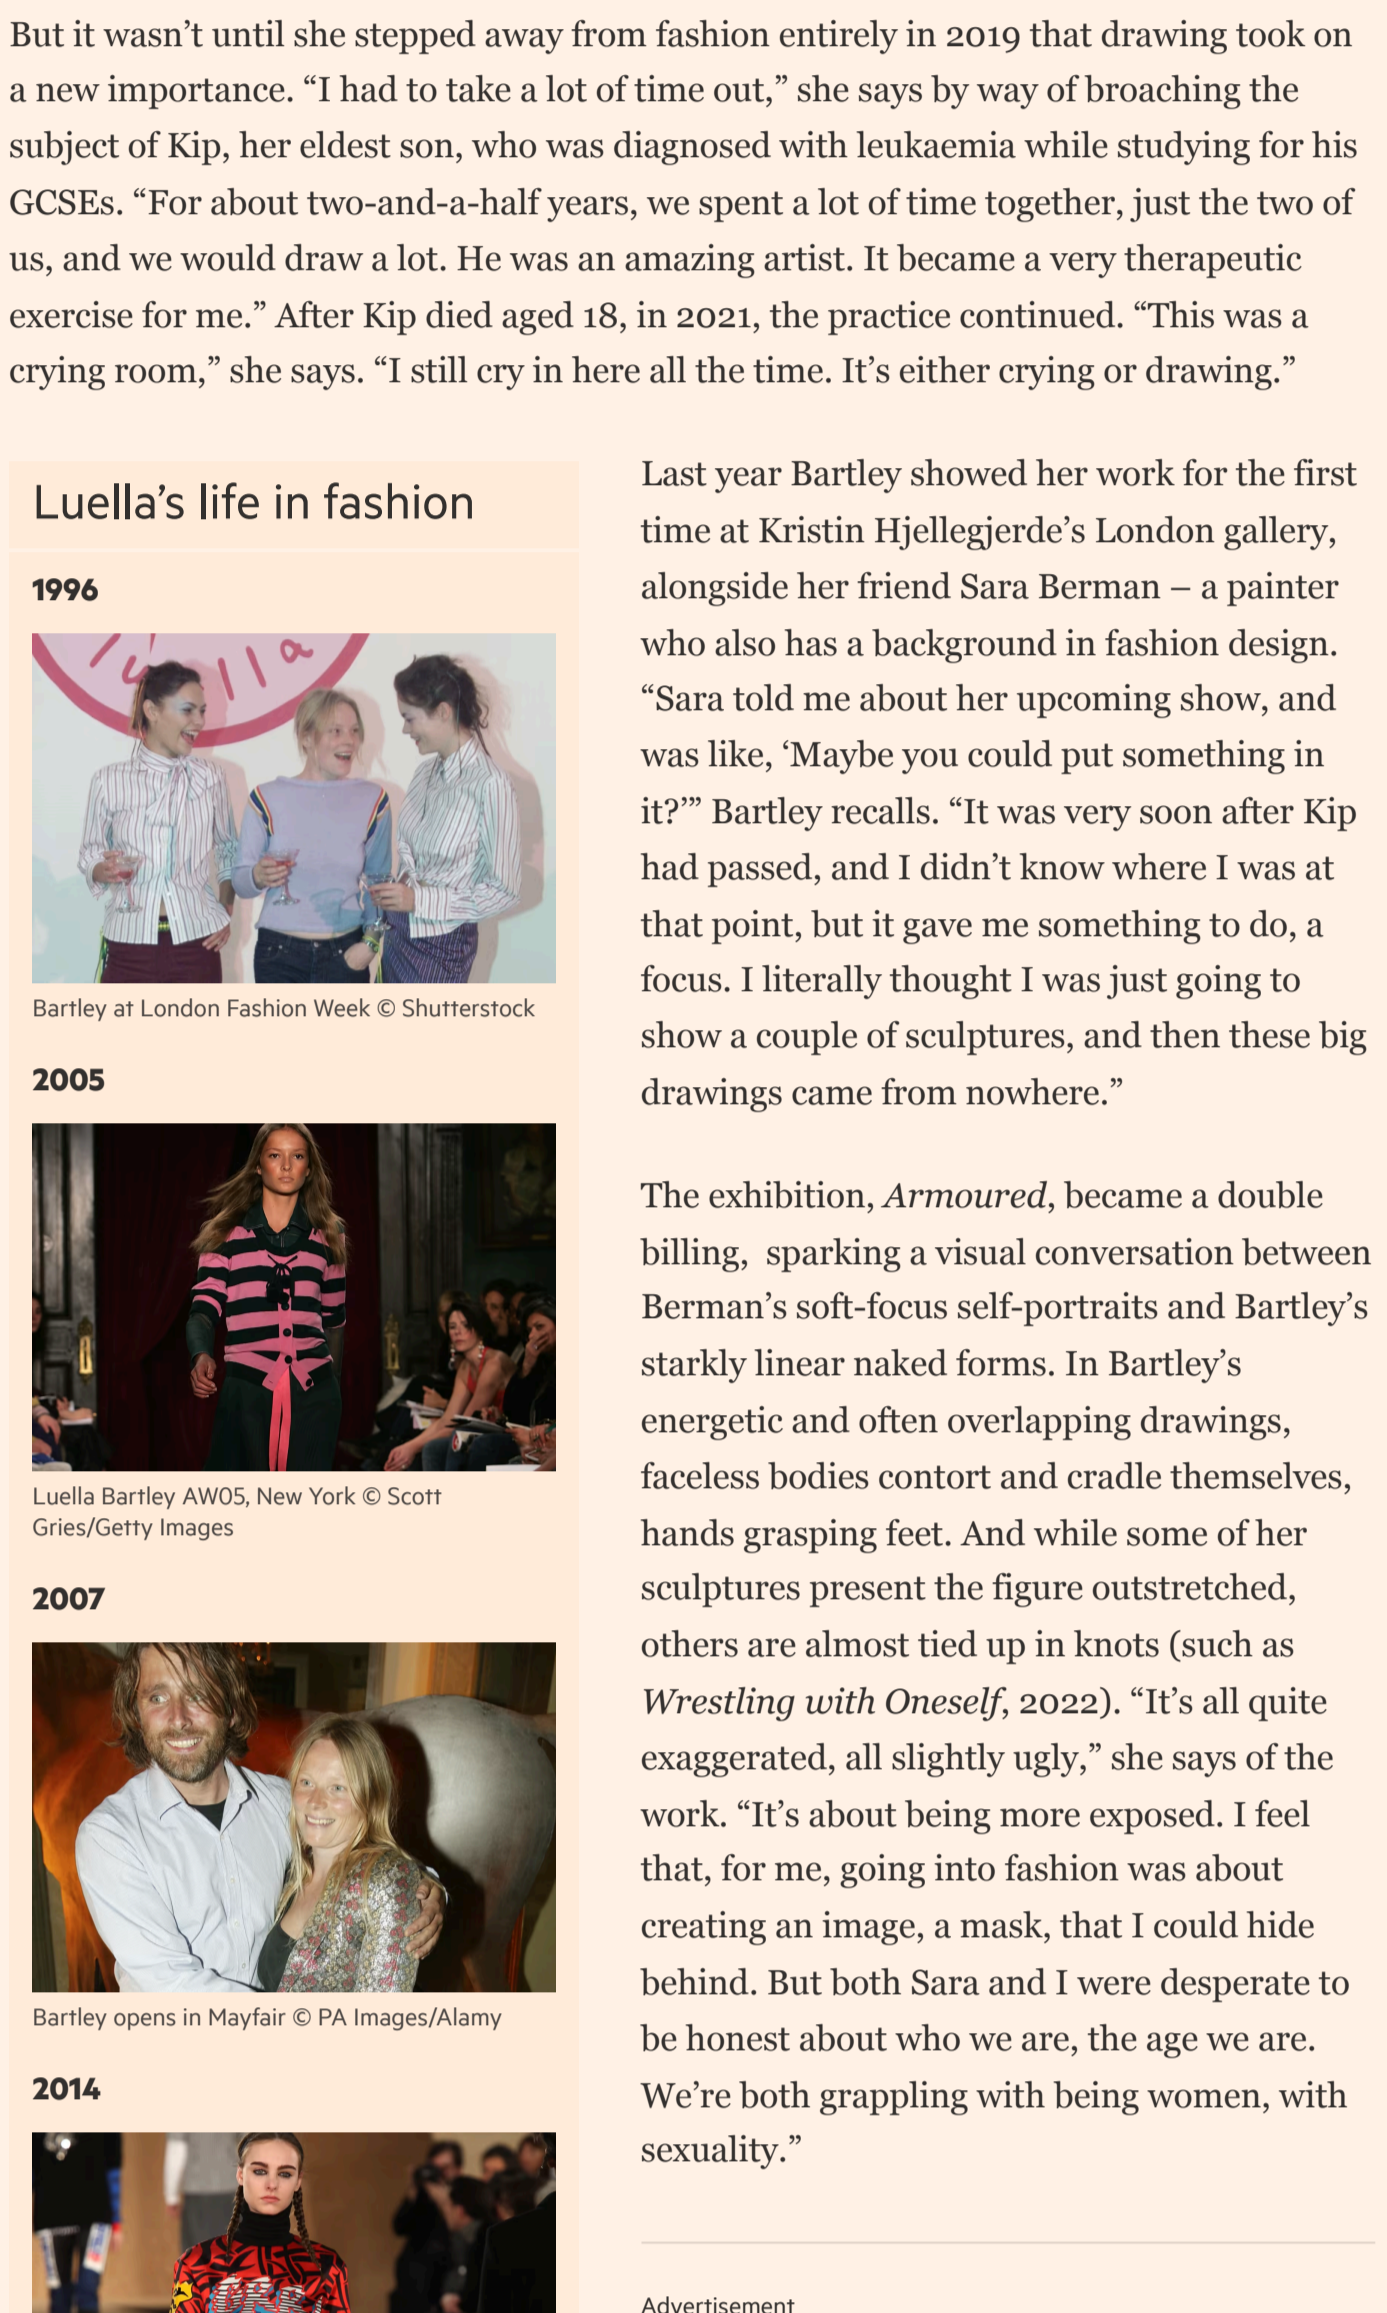 But it wasn’t until she stepped away from fashion entirely in 2019 that drawing took on
a new importance. “I had to take a lot of time out,” she says by way of broaching the
subject of Kip, her eldest son, who was diagnosed with leukaemia while studying for his
GCSEs. “For about two-and-a-half years, we spent a lot of time together, just the two of
us, and we would draw a lot. He was an amazing artist. It became a very therapeutic
exercise for me.” After Kip died aged 18, in 2021, the practice continued. “This was a
crying room,” she says. “I still cry in here all the time. It’s either crying or drawing.”
Luella’s life in fashion
1996
luella
Bartley at London Fashion Week © Shutterstock
2005
Luella Bartley AW05, New York © Scott
Gries/Getty Images
2007
Bartley opens in Mayfair © PA Images/Alamy
2014
Last year Bartley showed her work for the first
time at Kristin Hjellegjerde’s London gallery,
alongside her friend Sara Berman – a painter
who also has a background in fashion design.
“Sara told me about her upcoming show, and
was like, ‘Maybe you could put something in
it?’” Bartley recalls. “It was very soon after Kip
had passed, and I didn’t know where I was at
that point, but it gave me something to do, a
focus. I literally thought I was just going to
show a couple of sculptures, and then these big
drawings came from nowhere.”
The exhibition, Armoured, became a double
billing,  sparking a visual conversation between
Berman’s soft-focus self-portraits and Bartley’s
starkly linear naked forms. In Bartley’s
energetic and often overlapping drawings,
faceless bodies contort and cradle themselves,
hands grasping feet. And while some of her
sculptures present the figure outstretched,
others are almost tied up in knots (such as
Wrestling with Oneself, 2022). “It’s all quite
exaggerated, all slightly ugly,” she says of the
work. “It’s about being more exposed. I feel
that, for me, going into fashion was about
creating an image, a mask, that I could hide
behind. But both Sara and I were desperate to
be honest about who we are, the age we are.
We’re both grappling with being women, with
sexuality.”
Advertisement